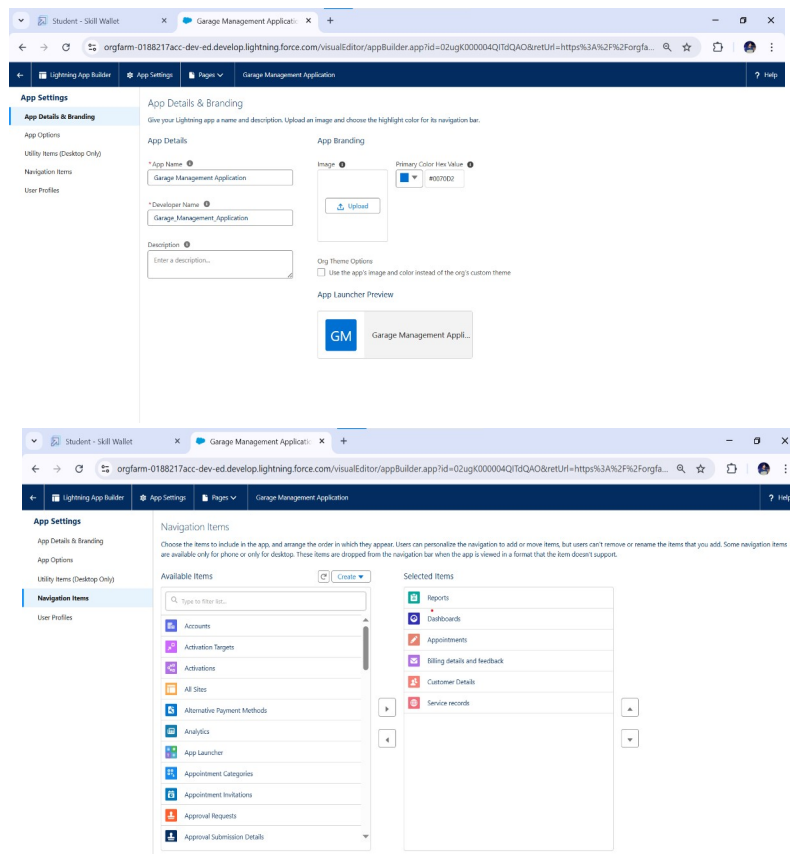 Student - Skill Wallet
Garage Management Applicatic
orgfarm-0188217acc-dev-ed.develop.lightning.force.com/visualEditor/appBuilder.app?id=02ugK000004QITdQAO&retUrl=https%3A%2F%2Forgfa...
Lightning App Builder App Settings Pages Garage Management Application ? Help
App Settings
App Details & Branding
App Options
Utility Items (Desktop Only)
Navigation Items
User Profiles
App Details & Branding
Give your Lightning app a name and description. Upload an image and choose the highlight color for its navigation bar.
App Details
*App Name
Garage Management Application
*Developer Name
Garage_Management_Application
Description
Enter a description...
App Branding
Image Primary Color Hex Value
Upload #0070D2
Org Theme Options
Use the app's image and color instead of the org's custom theme
App Launcher Preview
GM Garage Management Appli...
Student - Skill Wallet
Garage Management Applicatic
orgfarm-0188217acc-dev-ed.develop.lightning.force.com/visualEditor/appBuilder.app?id=02ugK000004QITdQAO&retUrl=https%3A%2F%2Forgfa...
Lightning App Builder App Settings Pages Garage Management Application ? Help
App Settings
App Details & Branding
App Options
Utility Items (Desktop Only)
Navigation Items
User Profiles
Navigation Items
Choose the items to include in the app, and arrange the order in which they appear. Users can personalize the navigation to add or move items, but users can't remove or rename the items that you add. Some navigation items
are available only for phone or only for desktop. These items are dropped from the navigation bar when the app is viewed in a format that the item doesn't support.
Available Items Create
Type to filter list...
Accounts
Activation Targets
Activations
All Sites
Alternative Payment Methods
Analytics
App Launcher
Appointment Categories
Appointment Invitations
Approval Requests
Approval Submission Details
Selected Items
Reports
Dashboards
Appointments
Billing details and feedback
Customer Details
Service records